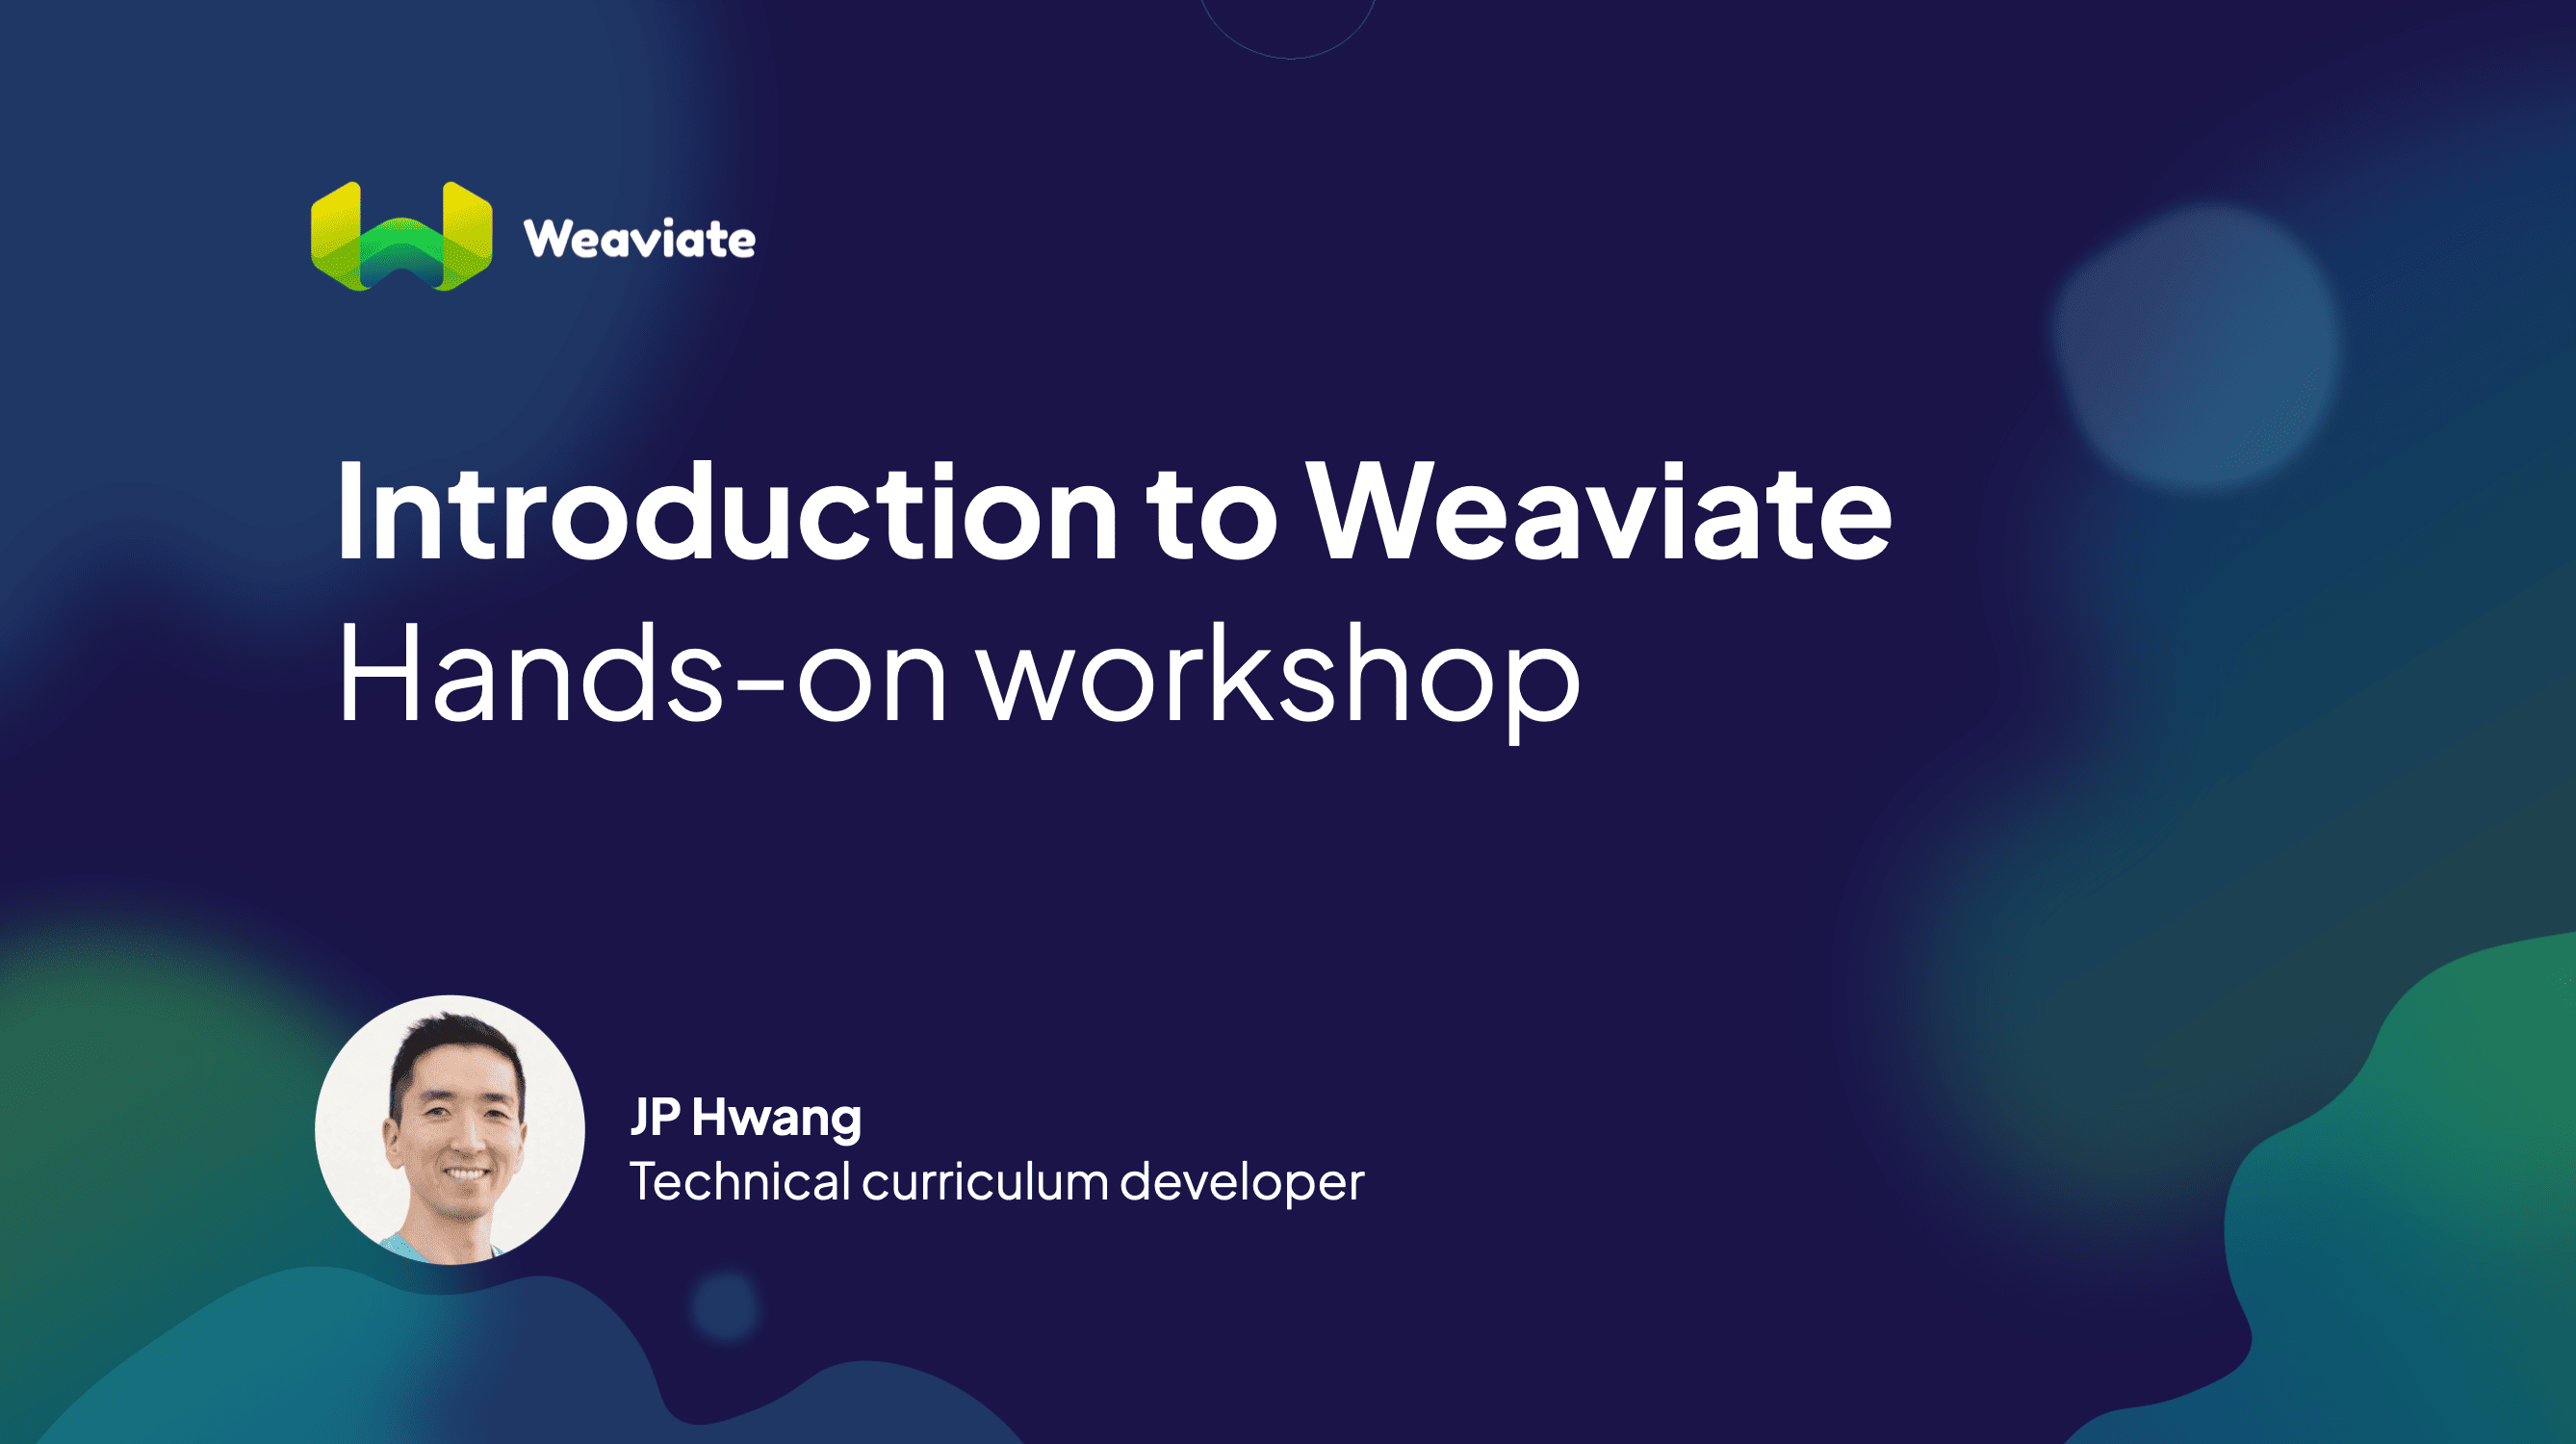 Weaviate
Introduction to Weaviate
Hands-on workshop
JP Hwang
Technical curriculum developer